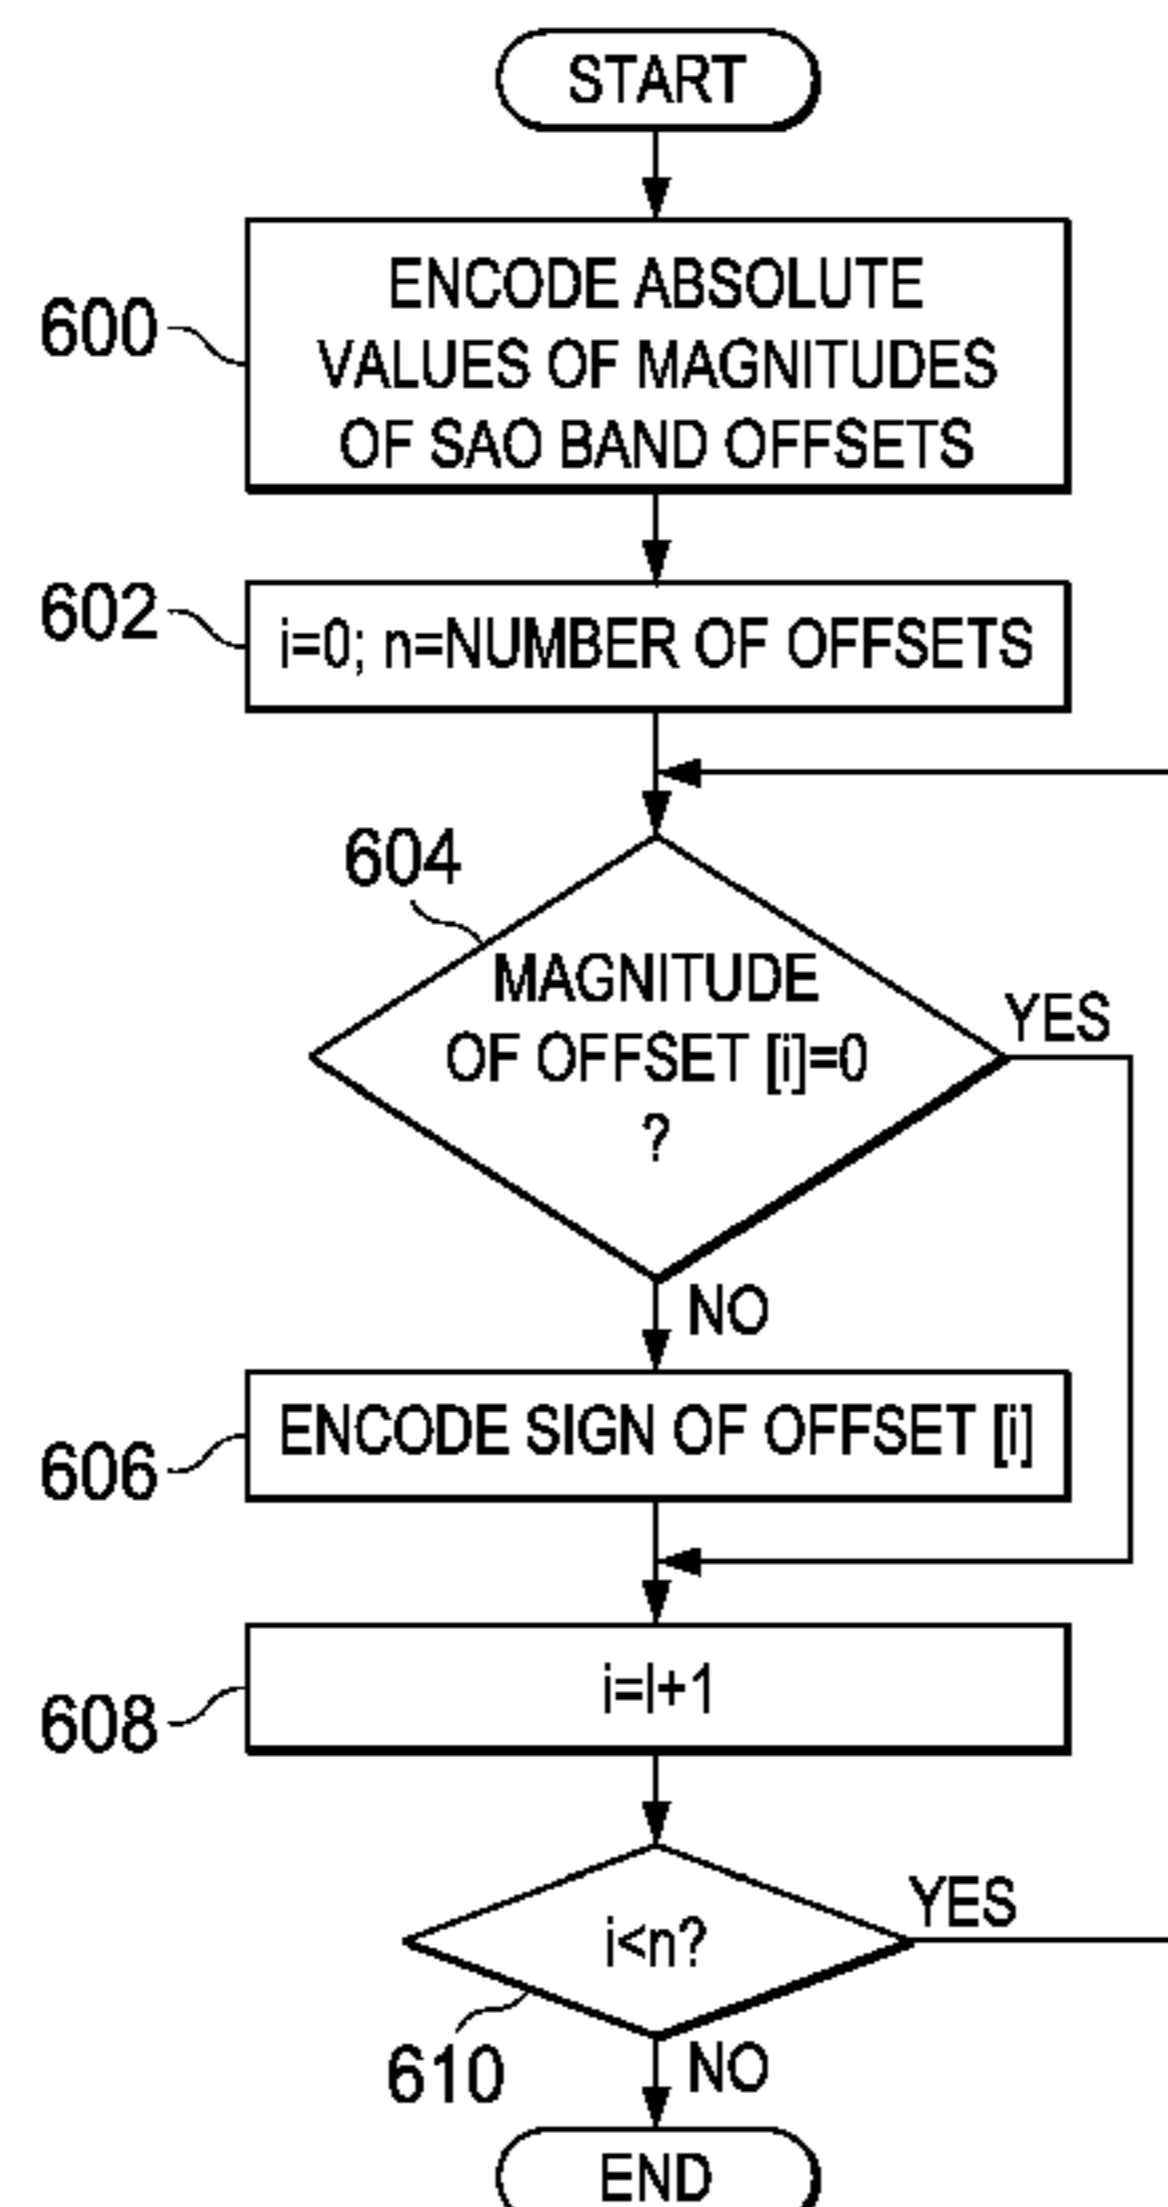 START
600
ENCODE ABSOLUTE
VALUES OF MAGNITUDES
OF SAO BAND OFFSETS
602
i=0; n=NUMBER OF OFFSETS
604
MAGNITUDE
OF OFFSET [i]=0
?
YES
NO
606
ENCODE SIGN OF OFFSET [i]
608
i=I+1
i<n?
YES
610
NO
END